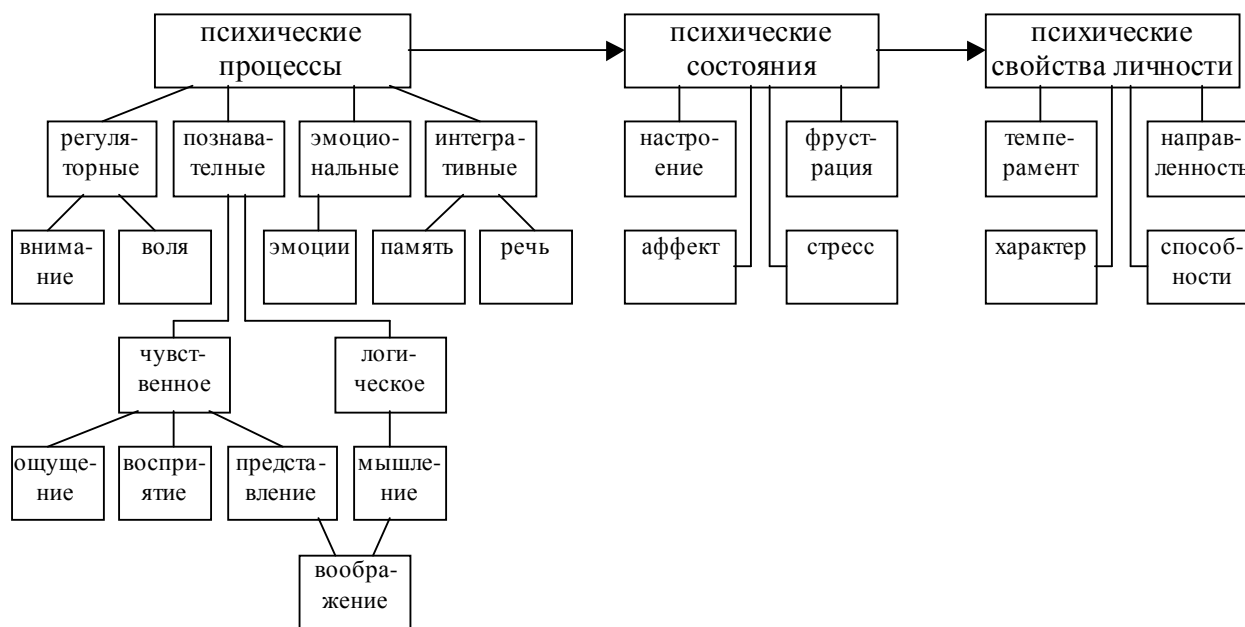 психические
процессы
психические
состояния
психические
свойства личности
регуля-
торные
познава-
телные
эмоцио-
нальные
интегра-
тивные
настро-
ение
фруст-
рация
темпе-
рамент
направ-
ленность
внима-
ние
воля
эмоции
память
речь
аффект
стресс
характер
способ-
ности
чувст-
венное
логи-
ческое
ощуще-
ние
воспри-
ятие
предста-
вление
мышле-
ние
вообра-
жение